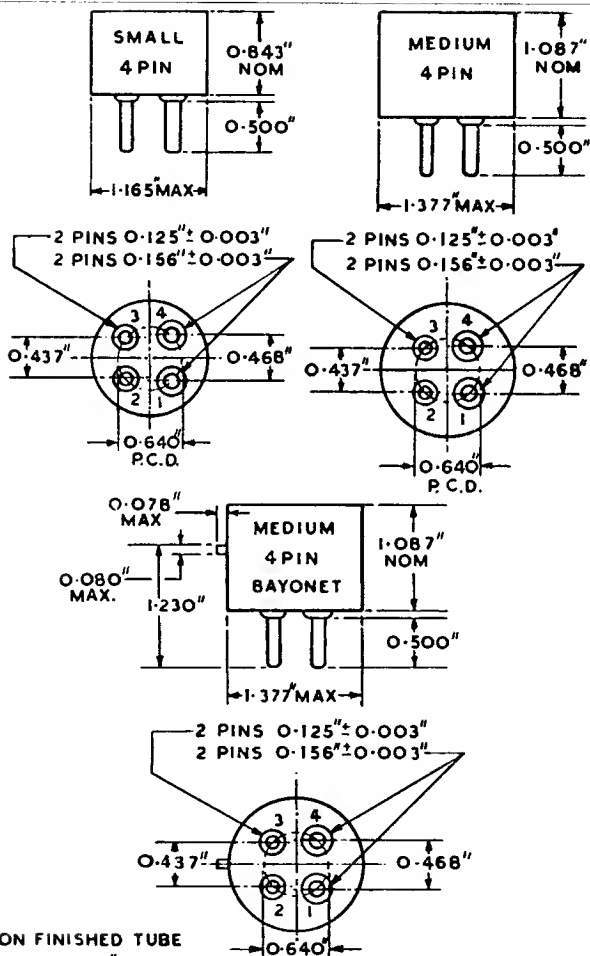 SMALL
4 PIN
0·843"
NOM
0·500"
1·165"MAX
MEDIUM
4 PIN
1·087"
NOM
0·500"
1·377"MAX
2 PINS 0·125"± 0·003"
2 PINS 0·156"± 0·003"
3 4
0·437"
0·468"
2 1
0·640"
P.C.D.
2 PINS 0·125"± 0·003"
2 PINS 0·156"± 0·003"
3 4
0·437"
0·468"
2 1
0·640"
P.C.D.
0·078"
MAX
MEDIUM
4 PIN
BAYONET
1·087"
NOM
0·080"
MAX.
1·230"
0·500"
1·377"MAX
2 PINS 0·125"± 0·003"
2 PINS 0·156"± 0·003"
3 4
0·437"
0·468"
2 1
ON FINISHED TUBE
0·640"